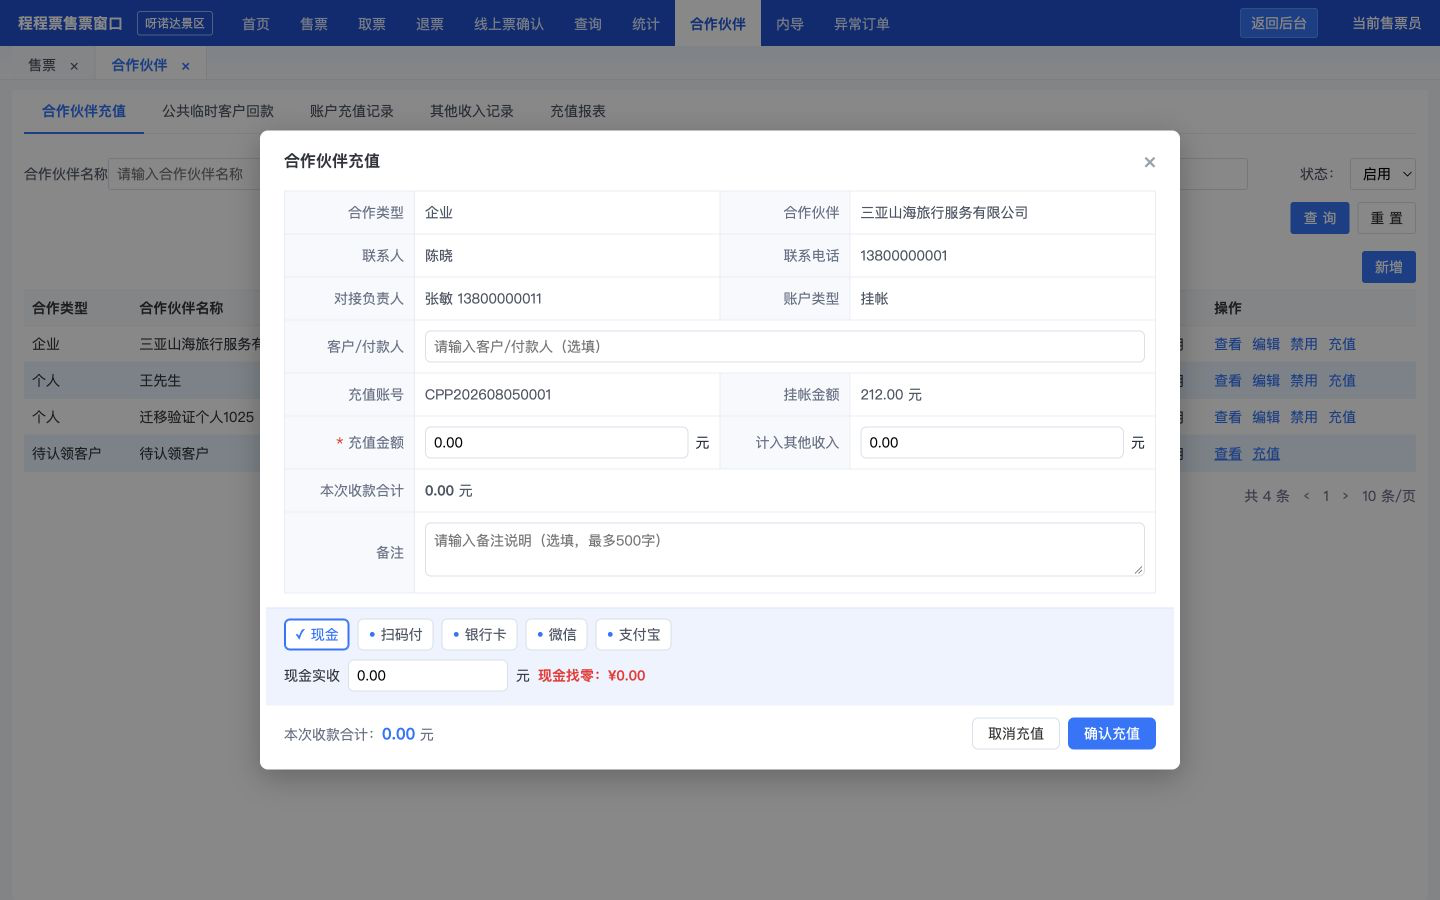 程程票售票窗口 呀诺达景区 首页 售票 取票 退票 线上票确认 查询 统计 合作伙伴 内导 异常订单 返回后台 当前售票员
售票 × 合作伙伴 ×
合作伙伴充值 公共临时客户回款 账户充值记录 其他收入记录 充值报表
合作伙伴名称 请输入合作伙伴名称 状态： 启用
查 询 重 置
新增
合作类型 合作伙伴名称 操作
企业 三亚山海旅行服务 查看 编辑 禁用 充值
个人 王先生 查看 编辑 禁用 充值
个人 迁移验证个人1025 查看 编辑 禁用 充值
待认领客户 待认领客户 查看 充值
共 4 条 < 1 > 10 条/页
合作伙伴充值 ×
合作类型 企业 合作伙伴 三亚山海旅行服务有限公司
联系人 陈晓 联系电话 13800000001
对接负责人 张敏 13800000011 账户类型 挂帐
客户/付款人 请输入客户/付款人（选填）
充值账号 CPP202608050001 挂帐金额 212.00 元
* 充值金额 0.00 元 计入其他收入 0.00 元
本次收款合计 0.00 元
备注 请输入备注说明（选填，最多500字）
✓ 现金 • 扫码付 • 银行卡 • 微信 • 支付宝
现金实收 0.00 元 现金找零：¥0.00
本次收款合计：0.00 元 取消充值 确认充值